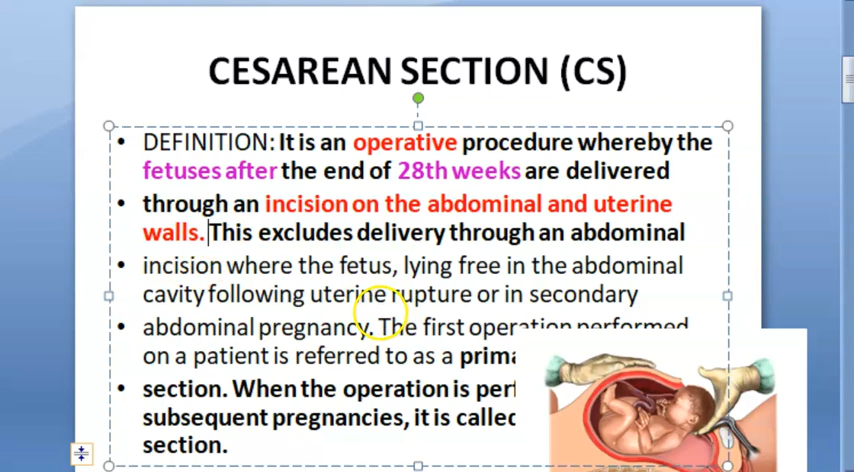 CESAREAN SECTION (CS)
• DEFINITION: It is an operative procedure whereby the
fetuses after the end of 28th weeks are delivered
• through an incision on the abdominal and uterine
walls. This excludes delivery through an abdominal
• incision where the fetus, lying free in the abdominal
cavity following uterine rupture or in secondary
• abdominal pregnancy. The first operation performed
on a patient is referred to as a
• section. When the operation is
subsequent pregnancies, it is called
section.